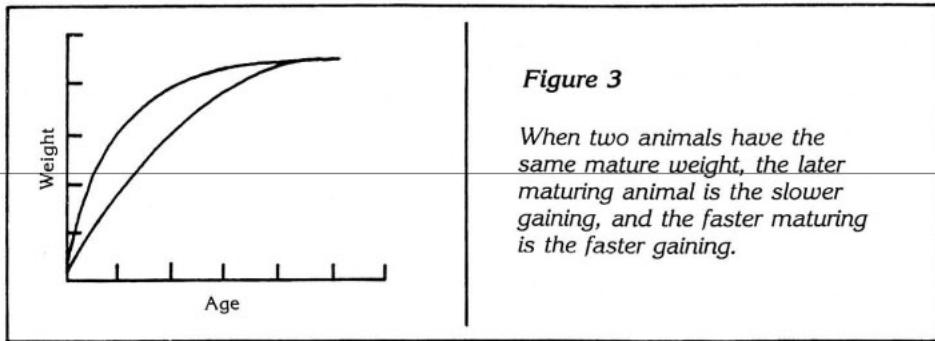 Weight
Age
Figure 3
When two animals have the
same mature weight, the later
maturing animal is the slower
gaining, and the faster maturing
is the faster gaining.